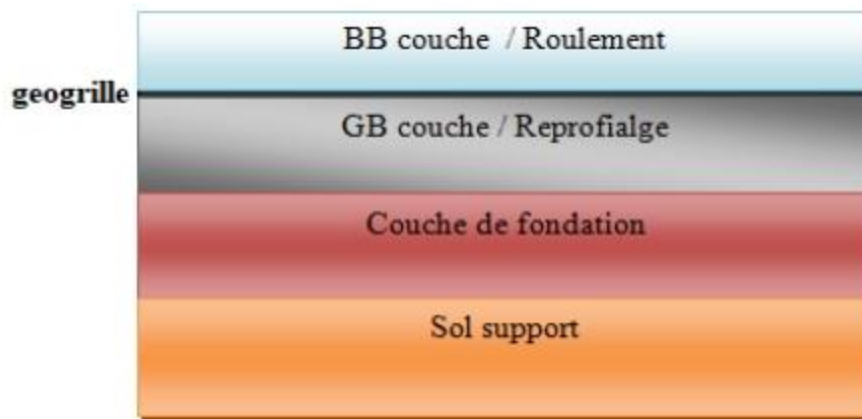 BB couche / Roulement
geogrille
GB couche / Reprofialge
Couche de fondation
Sol support